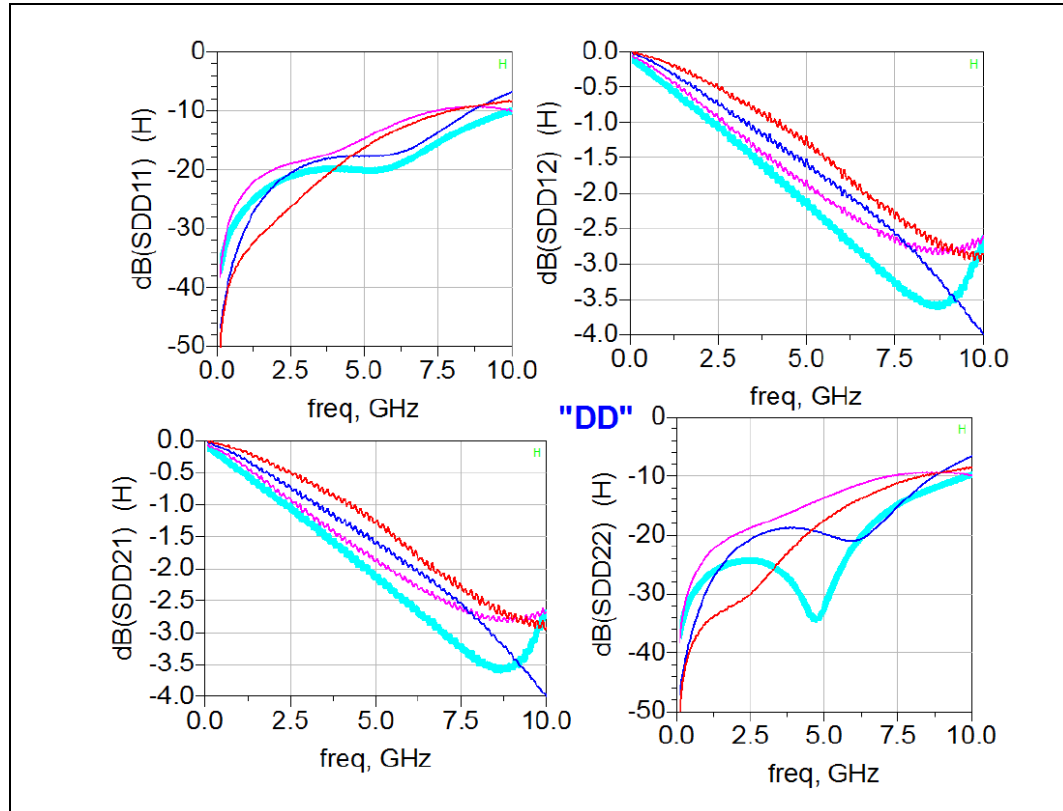 dB(SDD11) (H)
0
-10
-20
-30
-40
-50
H
0.0 2.5 5.0 7.5 10.0
freq, GHz
dB(SDD12) (H)
0.0
-0.5
-1.0
-1.5
-2.0
-2.5
-3.0
-3.5
-4.0
H
0.0 2.5 5.0 7.5 10.0
freq, GHz
"DD"
dB(SDD21) (H)
0.0
-0.5
-1.0
-1.5
-2.0
-2.5
-3.0
-3.5
-4.0
H
0.0 2.5 5.0 7.5 10.0
freq, GHz
dB(SDD22) (H)
0
-10
-20
-30
-40
-50
H
0.0 2.5 5.0 7.5 10.0
freq, GHz